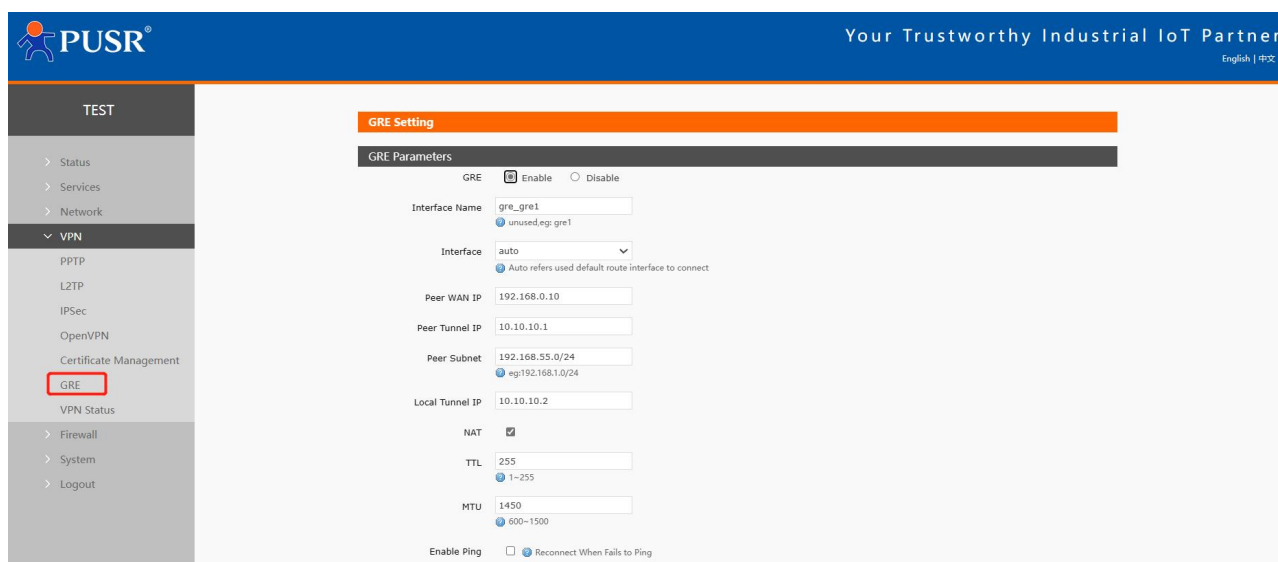 PUSR®
Your Trustworthy Industrial IoT Partner
English | 中文
TEST
Status
Services
Network
VPN
PPTP
L2TP
IPSec
OpenVPN
Certificate Management
GRE
VPN Status
Firewall
System
Logout
GRE Setting
GRE Parameters
GRE Enable Disable
Interface Name gre_gre1
unused,eg: gre1
Interface auto
Auto refers used default route interface to connect
Peer WAN IP 192.168.0.10
Peer Tunnel IP 10.10.10.1
Peer Subnet 192.168.55.0/24
eg:192.168.1.0/24
Local Tunnel IP 10.10.10.2
NAT
TTL 255
1~255
MTU 1450
600~1500
Enable Ping Reconnect When Fails to Ping